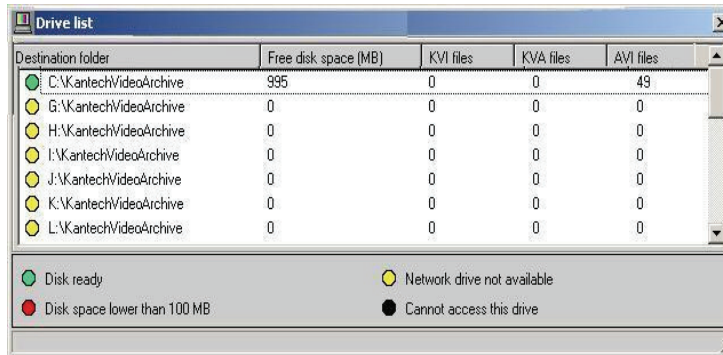 Drive list
Destination folder Free disk space (MB) KVI files KVA files AVI files
C:\KantechVideoArchive 995 0 0 49
G:\KantechVideoArchive 0 0 0 0
H:\KantechVideoArchive 0 0 0 0
I:\KantechVideoArchive 0 0 0 0
J:\KantechVideoArchive 0 0 0 0
K:\KantechVideoArchive 0 0 0 0
L:\KantechVideoArchive 0 0 0 0
Disk ready Network drive not available
Disk space lower than 100 MB Cannot access this drive